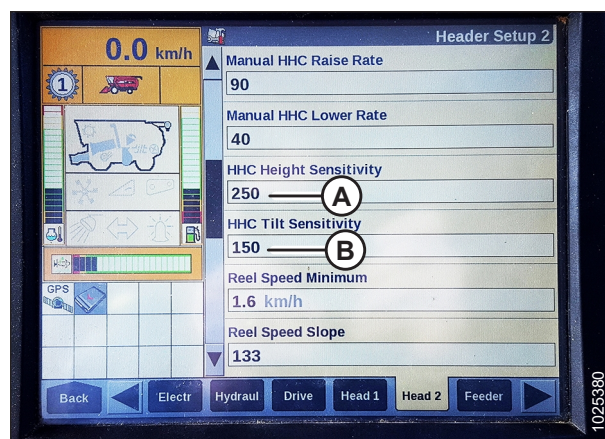 0.0 km/h
Header Setup 2
1
Manual HHC Raise Rate
90
Manual HHC Lower Rate
40
HHC Height Sensitivity
250
A
HHC Tilt Sensitivity
150
B
Reel Speed Minimum
1.6 km/h
Reel Speed Slope
133
GPS
Back
Electr
Hydraul
Drive
Head 1
Head 2
Feeder
1025380